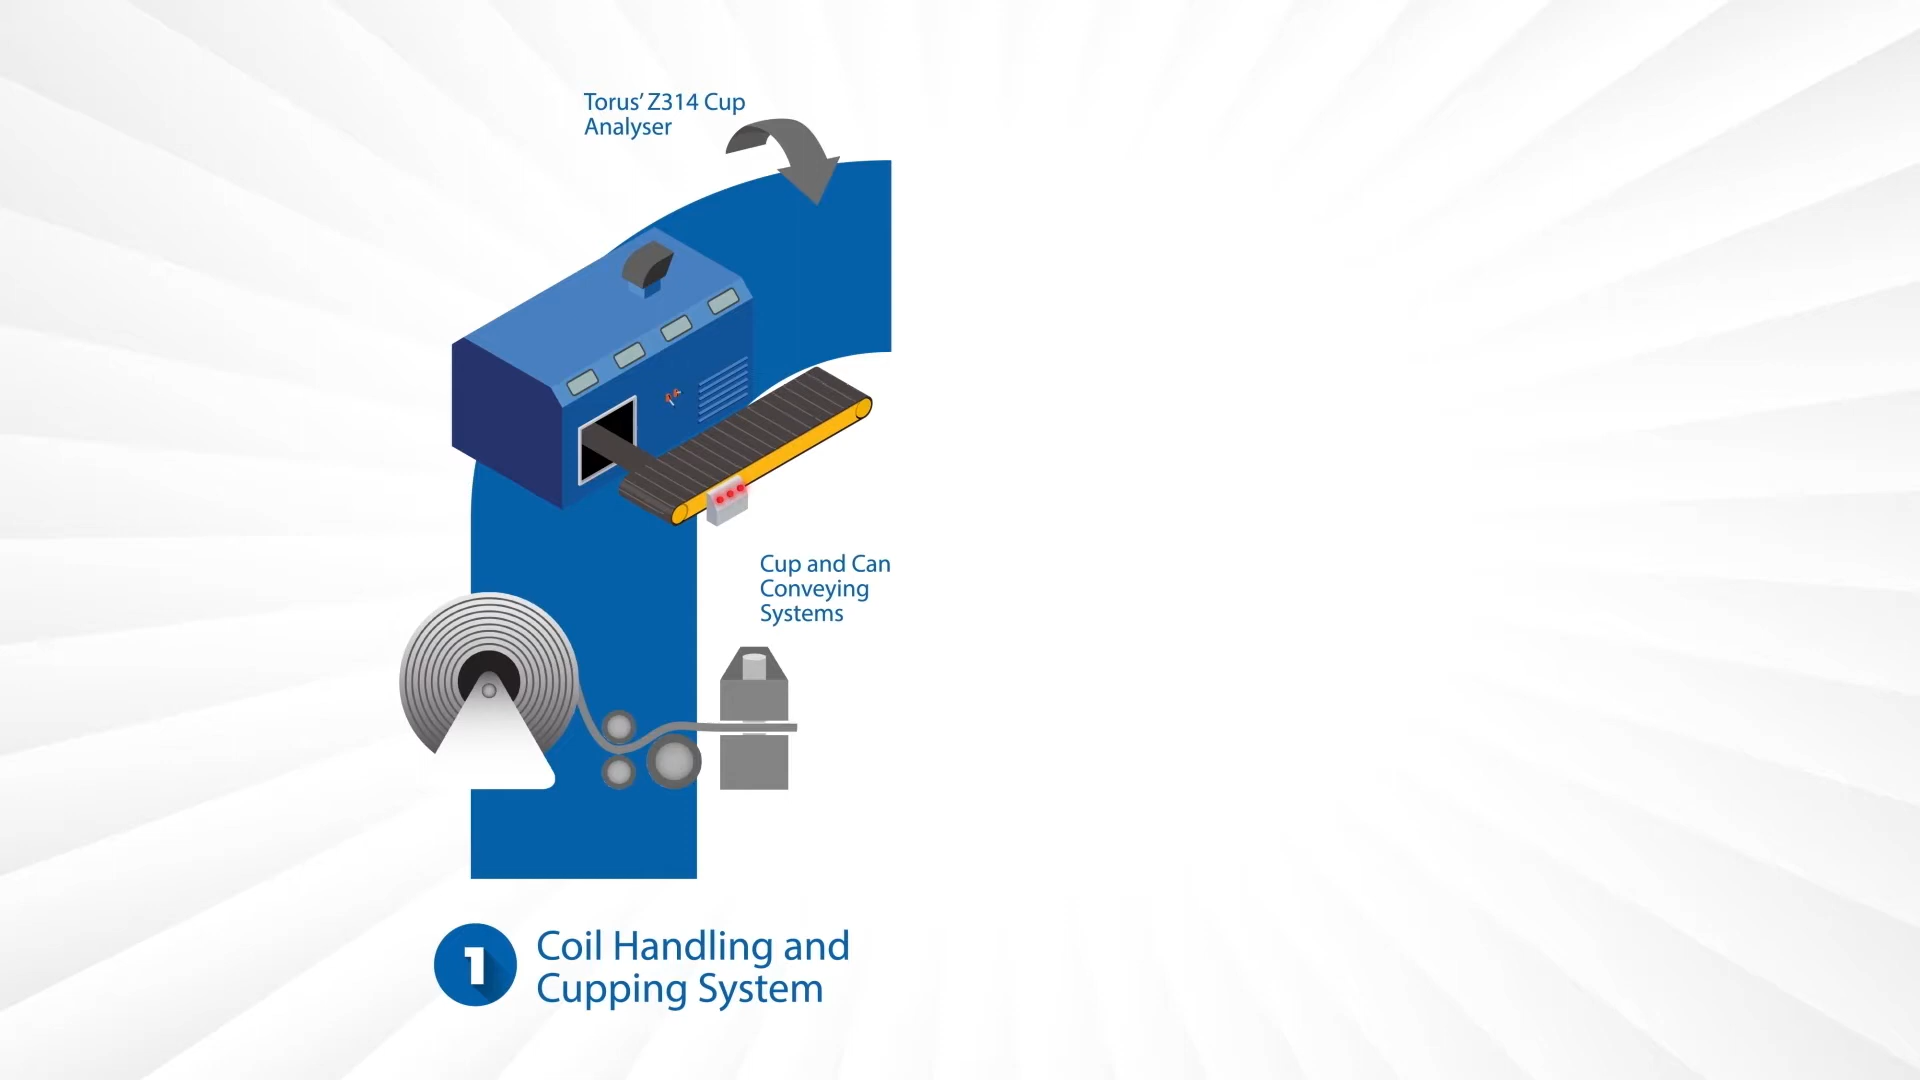 Torus’ Z314 Cup
Analyser
Cup and Can
Conveying
Systems
1
Coil Handling and
Cupping System